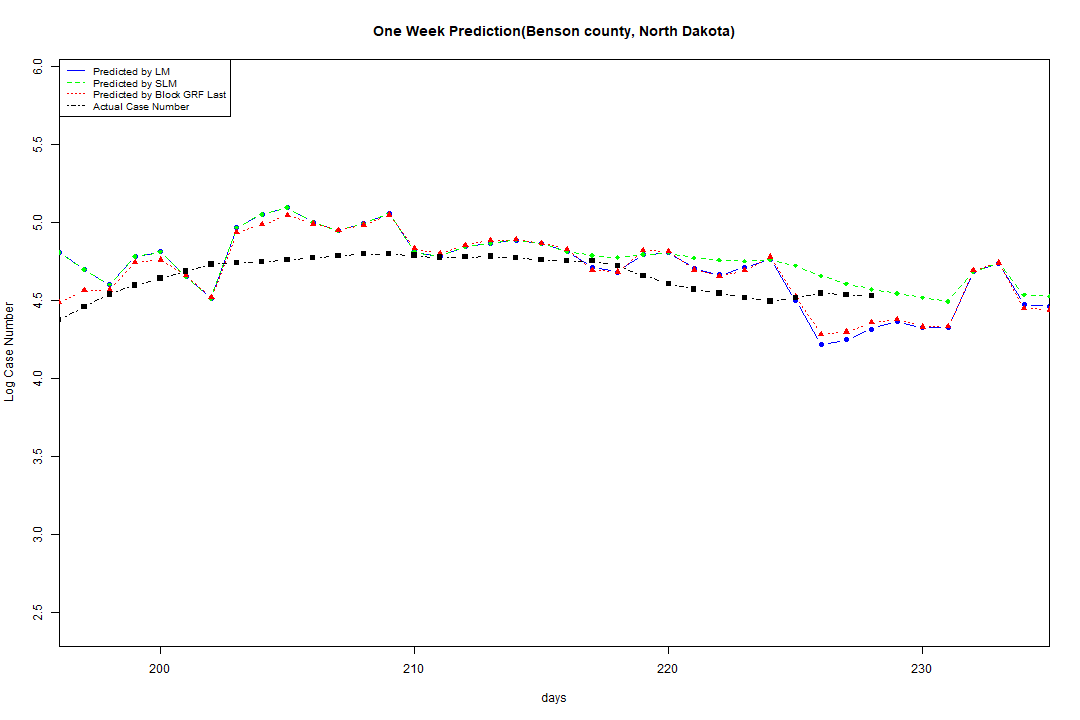 One Week Prediction(Benson county, North Dakota)
Predicted by LM
Predicted by SLM
Predicted by Block GRF Last
Actual Case Number
6.0
5.5
5.0
4.5
4.0
3.5
3.0
2.5
Log Case Number
200 210 220 230
days